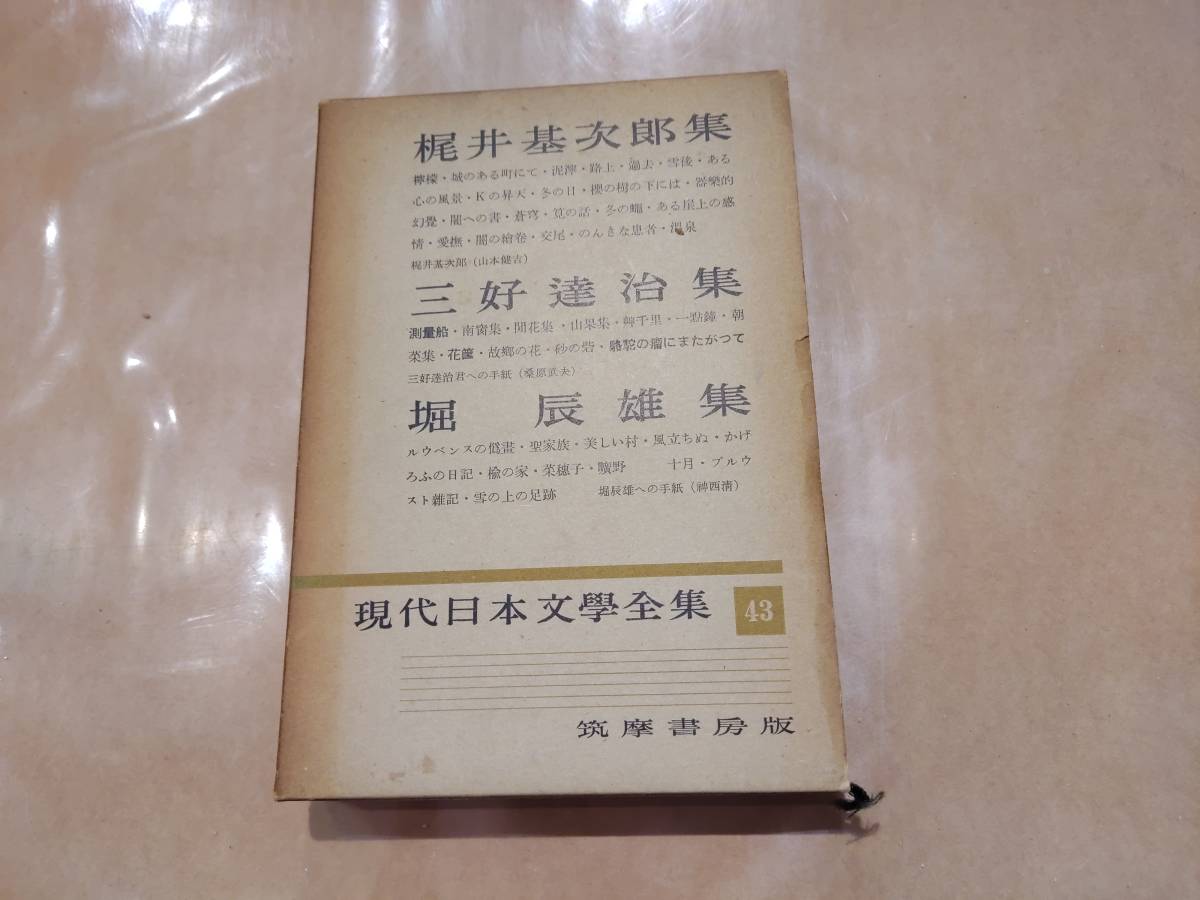 梶井基次郎集
檸檬・城のある町にて・泥濘・路上・過去・雪後・ある
心の風景・Kの昇天・冬の日・櫻の樹の下には・器樂的
幻覺・闇への書・蒼穹・筧の話・冬の蠅・ある崖上の感
情・愛撫・闇の繪卷・交尾・のんきな患者・溫泉
梶井基次郎（山本健吉）
三好達治集
測量船・南窗集・閒花集・山果集・艸千里・一點鐘・朝
菜集・花筐・故鄕の花・砂の砦・駱駝の瘤にまたがつて
三好達治君への手紙（桑原武夫）
堀 辰雄集
ルウベンスの僞畫・聖家族・美しい村・風立ちぬ・かげ
ろふの日記・楡の家・菜穗子・曠野 十月・プルウ
スト雜記・雪の上の足跡 堀辰雄への手紙（神西淸）
現代日本文學全集 43
筑摩書房版